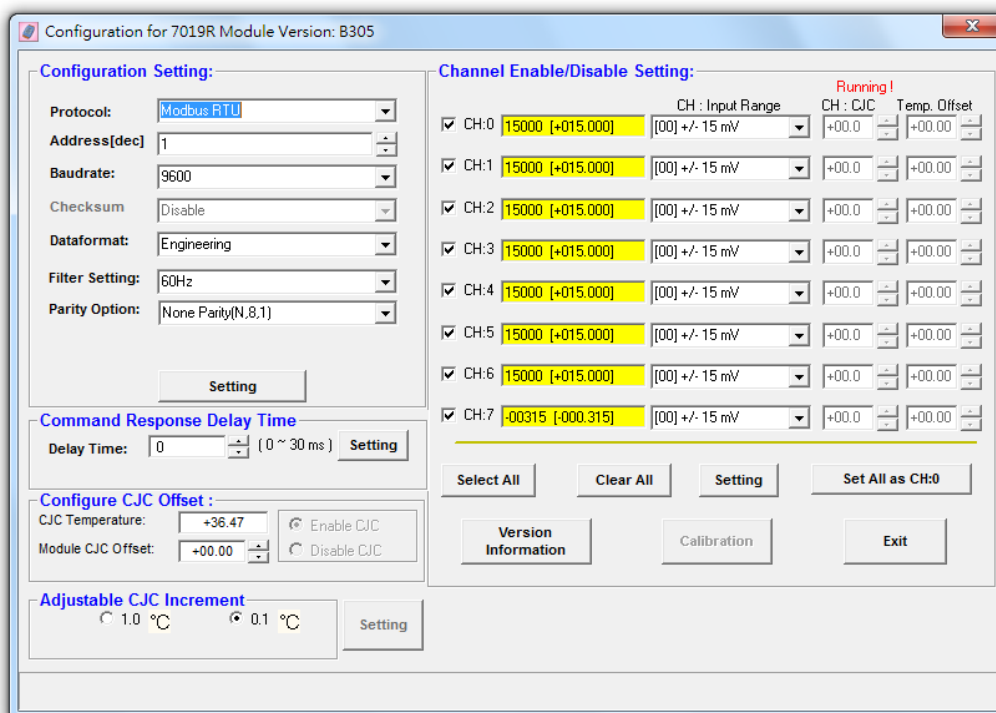 Configuration for 7019R Module Version: B305
Configuration Setting:
Protocol: Modbus RTU
Address[dec] 1
Baudrate: 9600
Checksum Disable
Dataformat: Engineering
Filter Setting: 60Hz
Parity Option: None Parity(N,8,1)
Setting
Command Response Delay Time
Delay Time: 0 ( 0 ~ 30 ms ) Setting
Configure CJC Offset :
CJC Temperature: +36.47
Module CJC Offset: +00.00
Enable CJC
Disable CJC
Adjustable CJC Increment
1.0 °C 0.1 °C
Setting
Channel Enable/Disable Setting:
Running !
CH : Input Range CH : CJC Temp. Offset
CH:0 15000 [+015.000] [00] +/- 15 mV +00.0 +00.00
CH:1 15000 [+015.000] [00] +/- 15 mV +00.0 +00.00
CH:2 15000 [+015.000] [00] +/- 15 mV +00.0 +00.00
CH:3 15000 [+015.000] [00] +/- 15 mV +00.0 +00.00
CH:4 15000 [+015.000] [00] +/- 15 mV +00.0 +00.00
CH:5 15000 [+015.000] [00] +/- 15 mV +00.0 +00.00
CH:6 15000 [+015.000] [00] +/- 15 mV +00.0 +00.00
CH:7 -00315 [-000.315] [00] +/- 15 mV +00.0 +00.00
Select All Clear All Setting Set All as CH:0
Version
Information
Calibration
Exit